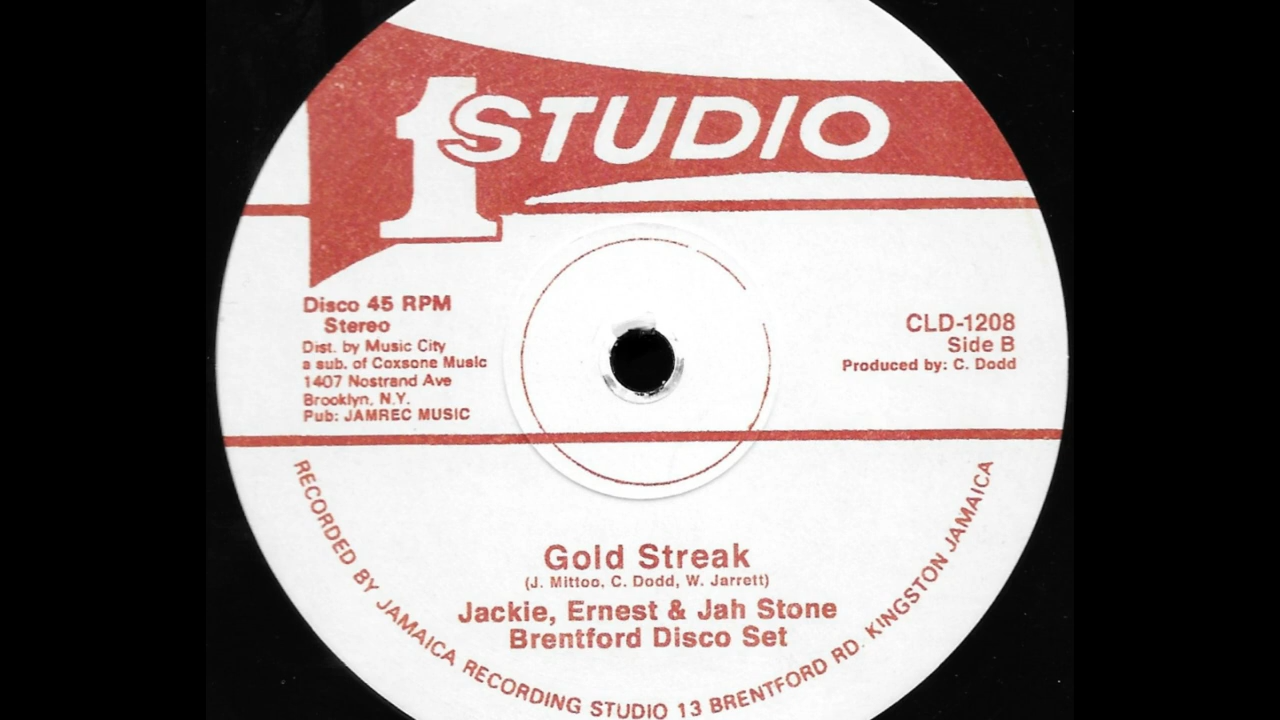 1 STUDIO
Disco 45 RPM
Stereo
Dist. by Music City
a sub. of Coxsone Music
1407 Nostrand Ave
Brooklyn, N.Y.
Pub: JAMREC MUSIC
CLD-1208
Side B
Produced by: C. Dodd
Gold Streak
(J. Mittoo, C. Dodd, W. Jarrett)
Jackie, Ernest & Jah Stone
Brentford Disco Set
RECORDED BY JAMAICA RECORDING STUDIO 13 BRENTFORD RD. KINGSTON JAMAICA